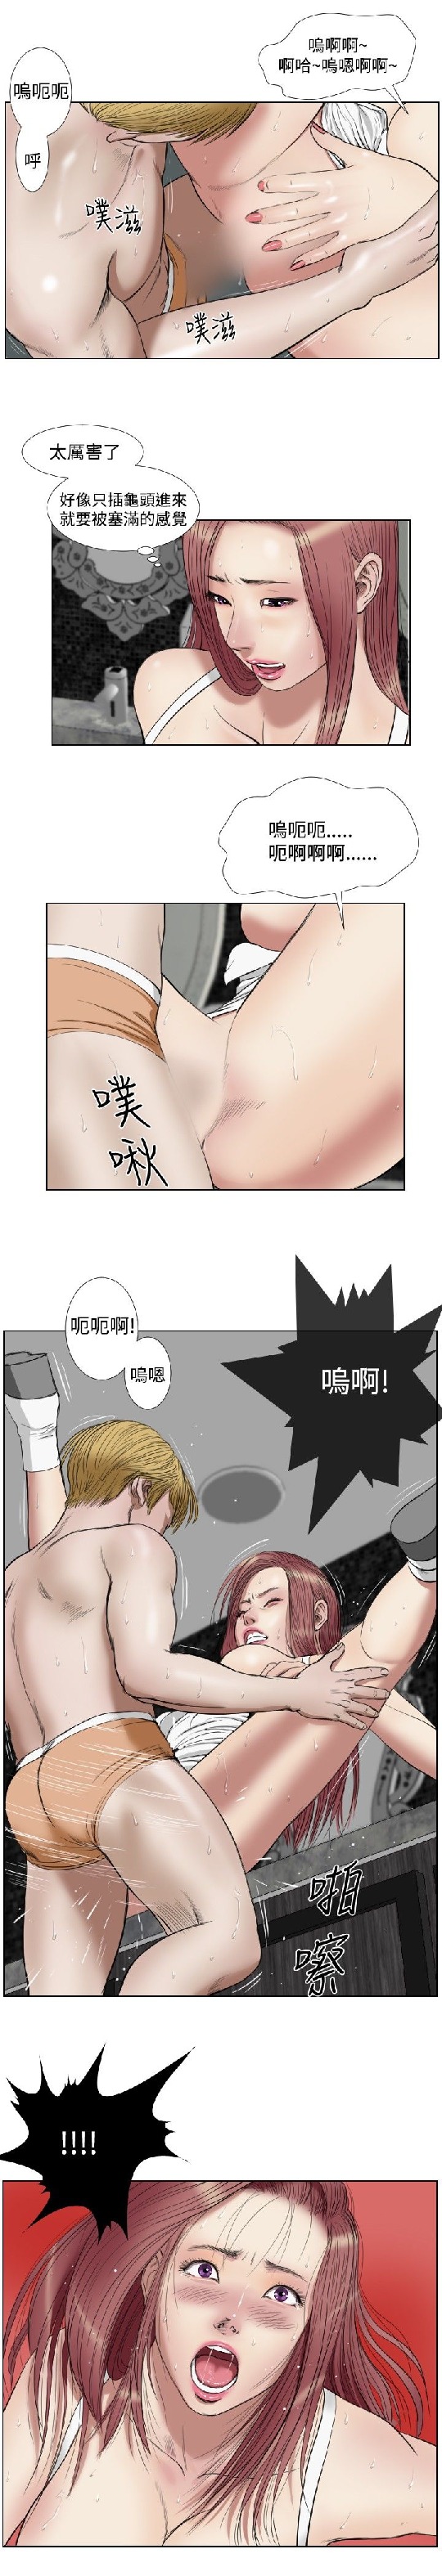 嗚啊啊~
啊哈~嗚嗯啊啊~
嗚呃呃
呼
噗滋
噗滋
太厲害了
好像只插龜頭進來
就要被塞滿的感覺
嗚呃呃.....
呃啊啊啊......
噗
啾
呃呃啊!
嗚嗯
嗚啊!
啪
嚓
!!!!